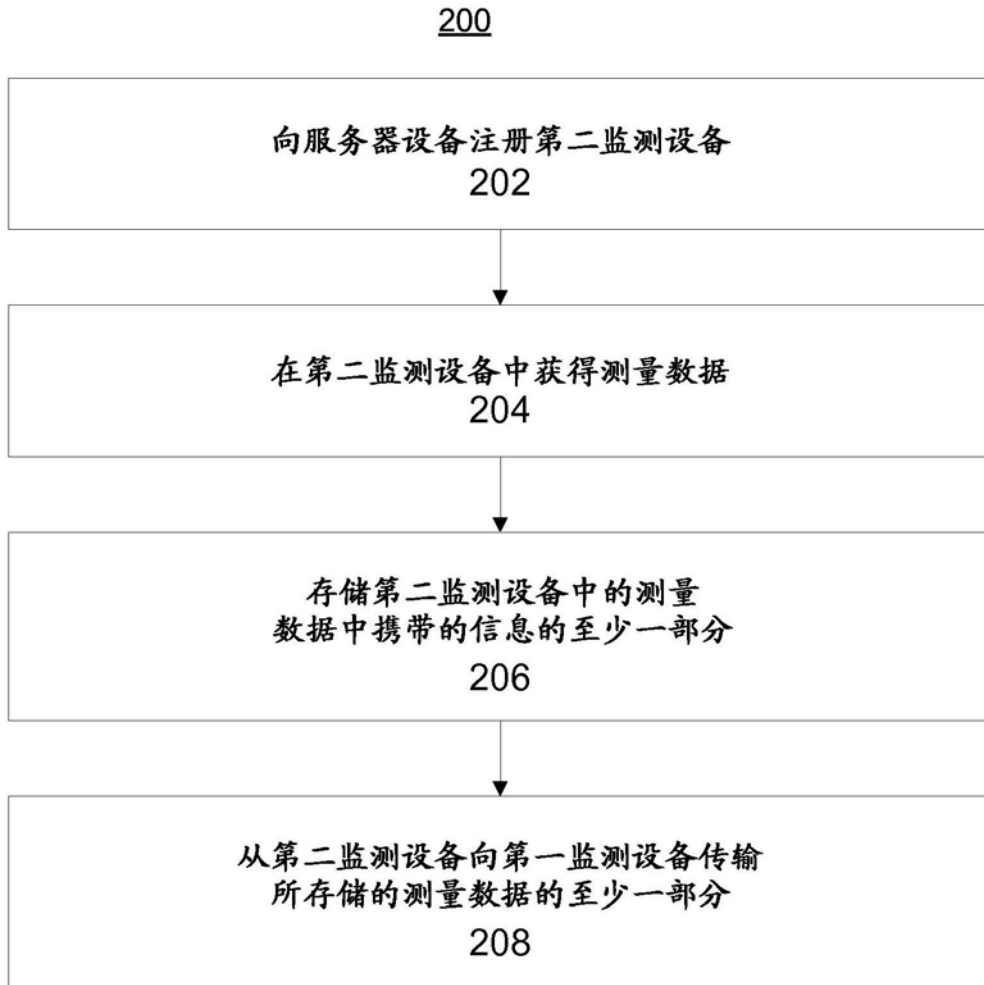 200
向服务器设备注册第二监测设备
202
在第二监测设备中获得测量数据
204
存储第二监测设备中的测量
数据中携带的信息的至少一部分
206
从第二监测设备向第一监测设备传输
所存储的测量数据的至少一部分
208